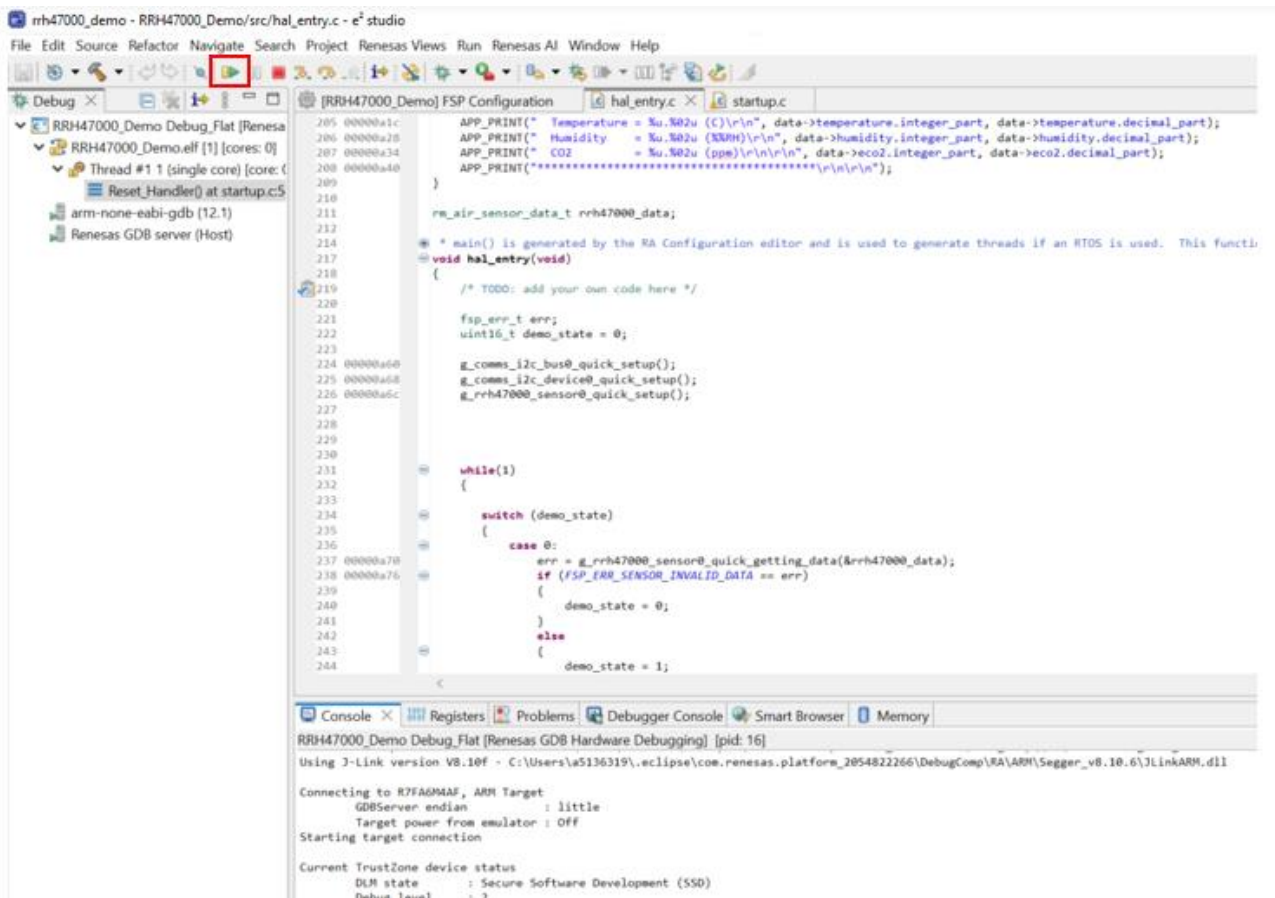 rrh47000_demo - RRH47000_Demo/src/hal_entry.c - e² studio
File Edit Source Refactor Navigate Search Project Renesas Views Run Renesas AI Window Help
Debug
[RRH47000_Demo] FSP Configuration hal_entry.c startup.c
RRH47000_Demo Debug_Flat [Renesa
RRH47000_Demo.elf [1] [cores: 0]
Thread #1 1 (single core) [core: (
Reset_Handler() at startup.c:5
arm-none-eabi-gdb (12.1)
Renesas GDB server (Host)
205 00000a1c APP_PRINT(" Temperature = %u.%02u (C)\r\n", data->temperature.integer_part, data->temperature.decimal_part);
206 00000a28 APP_PRINT(" Humidity = %u.%02u (%%RH)\r\n", data->humidity.integer_part, data->humidity.decimal_part);
207 00000a34 APP_PRINT(" CO2 = %u.%02u (ppm)\r\n\r\n", data->eco2.integer_part, data->eco2.decimal_part);
208 00000a40 APP_PRINT("******************************************\r\n\r\n");
209 }
210
211 rm_air_sensor_data_t rrh47000_data;
212
214 * main() is generated by the RA Configuration editor and is used to generate threads if an RTOS is used. This functi
217 void hal_entry(void)
218 {
219 /* TODO: add your own code here */
220
221 fsp_err_t err;
222 uint16_t demo_state = 0;
223
224 00000a60 g_comms_i2c_bus0_quick_setup();
225 00000a68 g_comms_i2c_device0_quick_setup();
226 00000a6c g_rrh47000_sensor0_quick_setup();
227
228
229
230
231 while(1)
232 {
233
234 switch (demo_state)
235 {
236 case 0:
237 00000a70 err = g_rrh47000_sensor0_quick_getting_data(&rrh47000_data);
238 00000a76 if (FSP_ERR_SENSOR_INVALID_DATA == err)
239 {
240 demo_state = 0;
241 }
242 else
243 {
244 demo_state = 1;
Console Registers Problems Debugger Console Smart Browser Memory
RRH47000_Demo Debug_Flat [Renesas GDB Hardware Debugging] [pid: 16]
Using J-Link version V8.10f - C:\Users\a5136319\.eclipse\com.renesas.platform_2054822266\DebugComp\RA\ARM\Segger_v8.10.6\JLinkARM.dll
Connecting to R7FA6M4AF, ARM Target
GDBServer endian : little
Target power from emulator : Off
Starting target connection
Current TrustZone device status
DLM state : Secure Software Development (SSD)
Debug level : 2